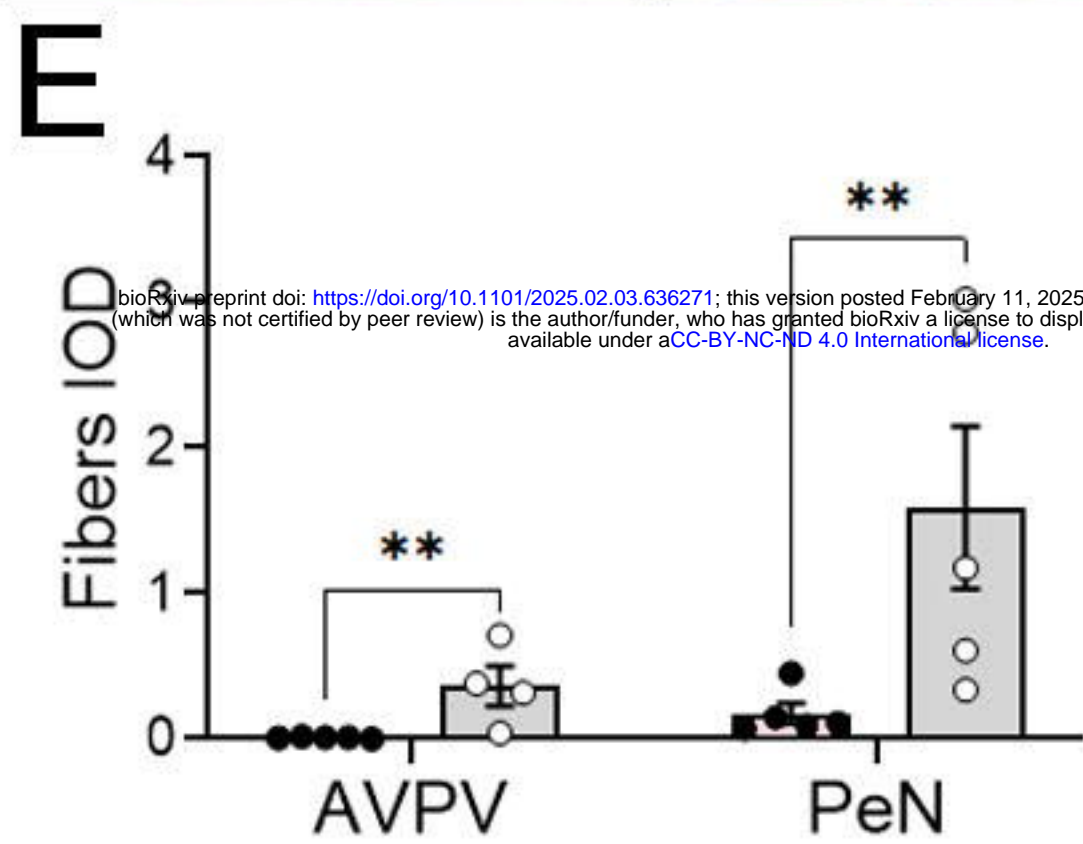 E
4
**
3
bioRxiv preprint doi: https://doi.org/10.1101/2025.02.03.636271; this version posted February 11, 2025
(which was not certified by peer review) is the author/funder, who has granted bioRxiv a license to displ
available under aCC-BY-NC-ND 4.0 International license.
Fibers IOD
2
**
1
0
AVPV PeN